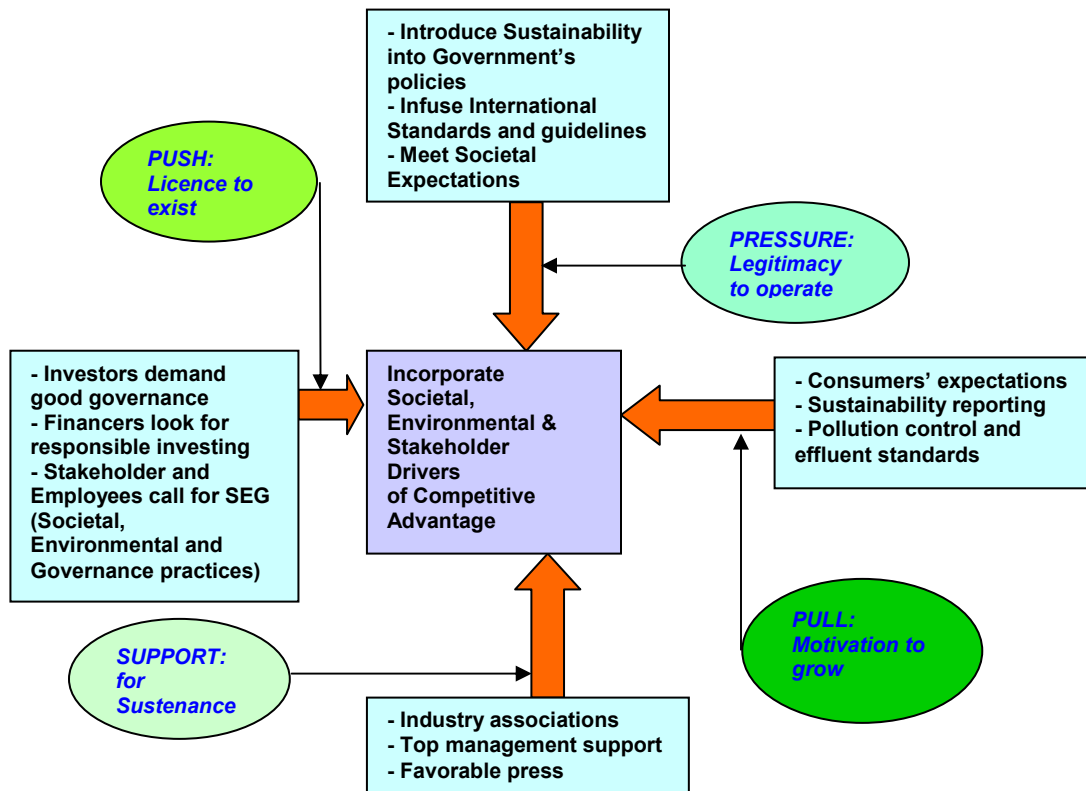 - Introduce Sustainability
into Government’s
policies
- Infuse International
Standards and guidelines
- Meet Societal
Expectations
PUSH:
Licence to
exist
PRESSURE:
Legitimacy
to operate
- Investors demand
good governance
- Financers look for
responsible investing
- Stakeholder and
Employees call for SEG
(Societal,
Environmental and
Governance practices)
Incorporate
Societal,
Environmental &
Stakeholder
Drivers
of Competitive
Advantage
- Consumers’ expectations
- Sustainability reporting
- Pollution control and
effluent standards
SUPPORT:
for
Sustenance
PULL:
Motivation to
grow
- Industry associations
- Top management support
- Favorable press